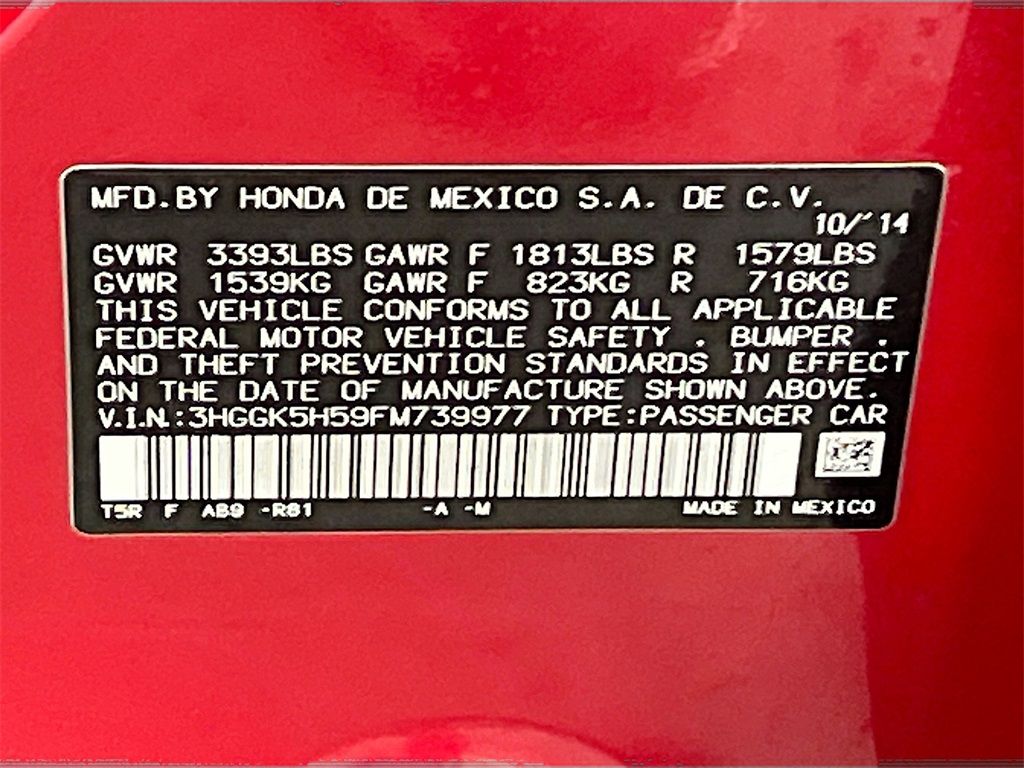 MFD.BY HONDA DE MEXICO S.A. DE C.V.
10/'14
GVWR 3393LBS GAWR F 1813LBS R 1579LBS
GVWR 1539KG GAWR F 823KG R 716KG
THIS VEHICLE CONFORMS TO ALL APPLICABLE
FEDERAL MOTOR VEHICLE SAFETY , BUMPER ,
AND THEFT PREVENTION STANDARDS IN EFFECT
ON THE DATE OF MANUFACTURE SHOWN ABOVE.
V.I.N.:3HGGK5H59FM739977 TYPE:PASSENGER CAR
T5R F AB9 -R81 -A -M MADE IN MEXICO